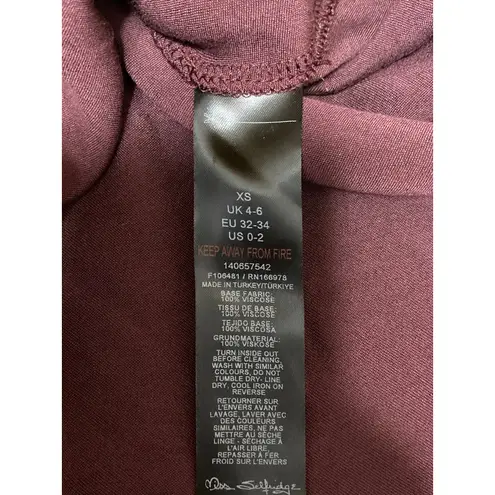 XS
UK 4-6
EU 32-34
US 0-2
KEEP AWAY FROM FIRE
140657542
F106481 / RN166978
MADE IN TURKEY/TÜRKIYE
BASE FABRIC:
100% VISCOSE
TISSU DE BASE:
100% VISCOSE
TEJIDO BASE:
100% VISCOSA
GRUNDMATERIAL:
100% VISKOSE
TURN INSIDE OUT
BEFORE CLEANING,
WASH WITH SIMILAR
COLOURS, DO NOT
TUMBLE DRY- LINE
DRY, COOL IRON ON
REVERSE
RETOURNER SUR
L'ENVERS AVANT
LAVAGE, LAVER AVEC
DES COULEURS
SIMILAIRES, NE PAS
METTRE AU SÈCHE
LINGE - SÉCHAGE À
L'AIR LIBRE,
REPASSER À FER
FROID SUR L'ENVERS
Miss Selfridge